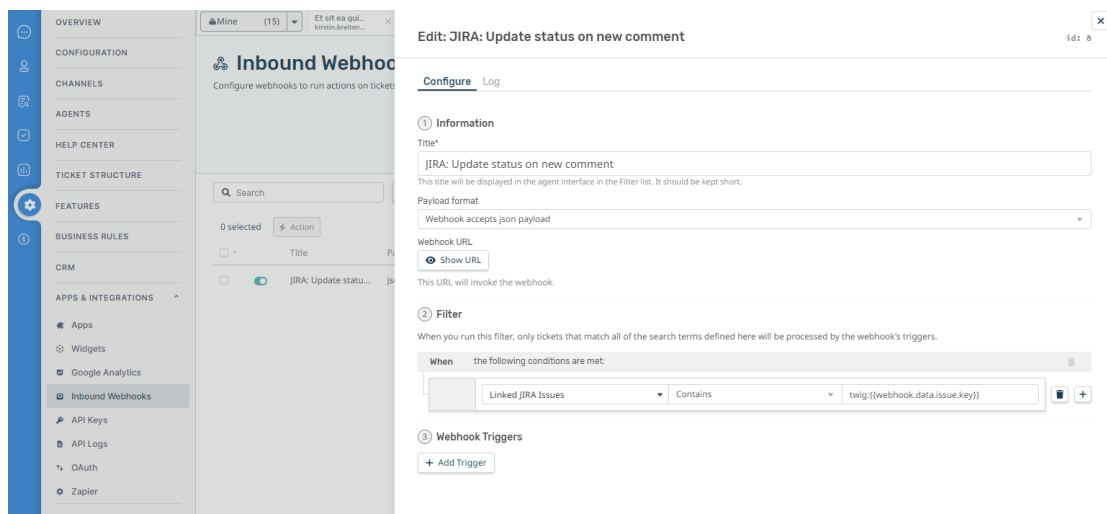 OVERVIEW
CONFIGURATION
CHANNELS
AGENTS
HELP CENTER
TICKET STRUCTURE
FEATURES
BUSINESS RULES
CRM
APPS & INTEGRATIONS
Apps
Widgets
Google Analytics
Inbound Webhooks
API Keys
API Logs
OAuth
Zapier
Mine (15)
Et sit ea qui...
kirstin.breiten...
Inbound Webhoo
Configure webhooks to run actions on tickets
Search
0 selected
Action
Title
Pa
JIRA: Update statu...
js
Edit: JIRA: Update status on new comment
id: 8
Configure Log
1 Information
Title*
JIRA: Update status on new comment
This title will be displayed in the agent interface in the Filter list. It should be kept short.
Payload format
Webhook accepts json payload
Webhook URL
Show URL
This URL will invoke the webhook.
2 Filter
When you run this filter, only tickets that match all of the search terms defined here will be processed by the webhook's triggers.
When the following conditions are met:
Linked JIRA Issues Contains twig:{{webhook.data.issue.key}}
3 Webhook Triggers
+ Add Trigger